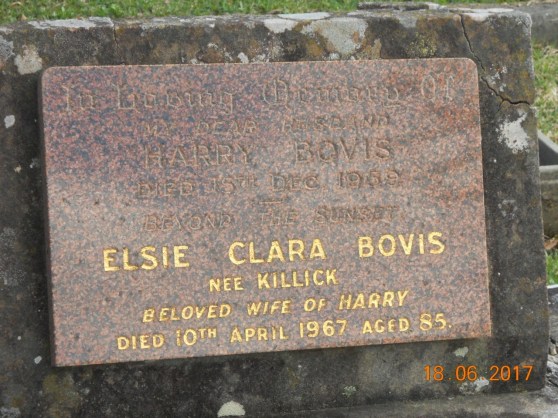 In Loving Memory Of
MY DEAR HUSBAND
HARRY BOVIS
DIED 15TH DEC. 1959
BEYOND THE SUNSET
ELSIE CLARA BOVIS
NEE KILLICK
BELOVED WIFE OF HARRY
DIED 10TH APRIL 1967 AGED 85.
18.06.2017